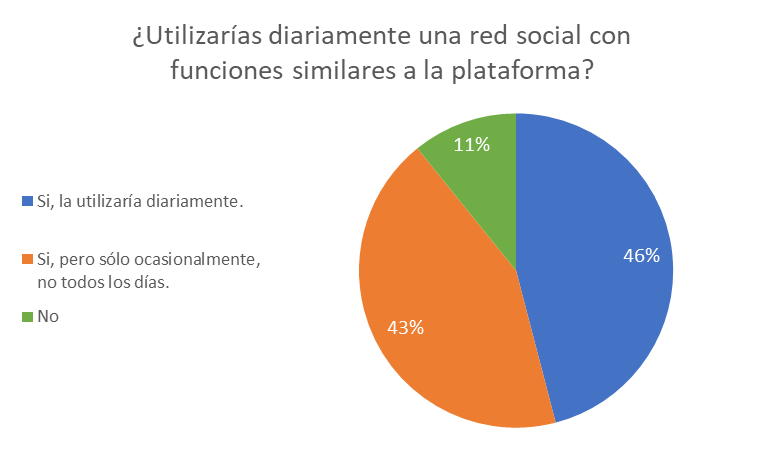 ¿Utilizarías diariamente una red social con
funciones similares a la plataforma?
Si, la utilizaría diariamente.
Si, pero sólo ocasionalmente,
no todos los días.
No
11%
46%
43%